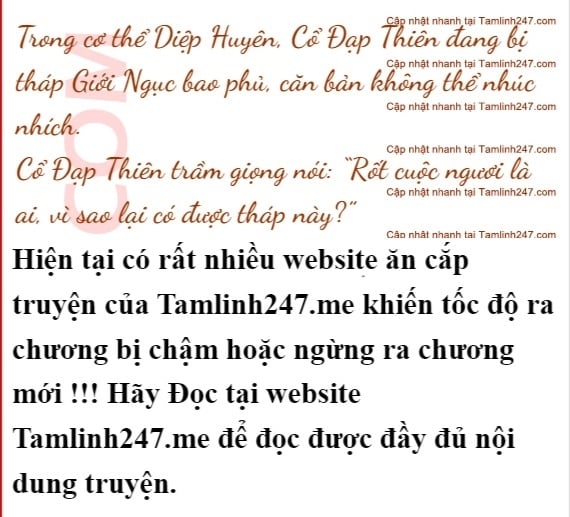 Cập nhật nhanh tại Tamlinh247.com
Trong cơ thể Diệp Huyên, Cổ Đạp Thiên đang bị
Cập nhật nhanh tại Tamlinh247.com
tháp Giới Ngục bao phủ, căn bản không thể nhúc
Cập nhật nhanh tại Tamlinh247.com
nhích.
COM
Cập nhật nhanh tại Tamlinh247.com
Cổ Đạp Thiên trầm giọng nói: “Rốt cuộc ngươi là
Cập nhật nhanh tại Tamlinh247.com
ai, vì sao lại có được tháp này?”
Cập nhật nhanh tại Tamlinh247.com
Hiện tại có rất nhiều website ăn cắp
truyện của Tamlinh247.me khiến tốc độ ra
chương bị chậm hoặc ngừng ra chương
mới !!! Hãy Đọc tại website
Tamlinh247.me để đọc được đầy đủ nội
dung truyện.